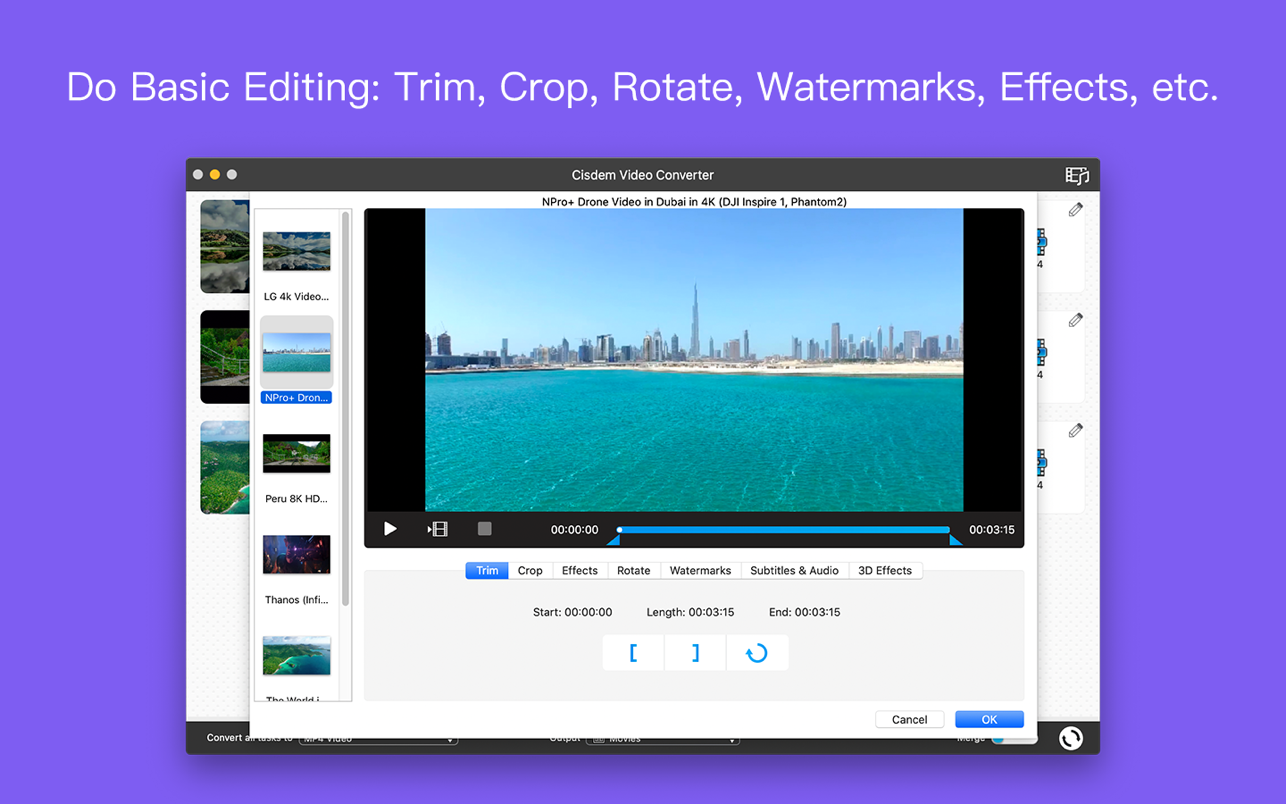 Do Basic Editing: Trim, Crop, Rotate, Watermarks, Effects, etc.
Cisdem Video Converter
NPro+ Drone Video in Dubai in 4K (DJI Inspire 1, Phantom2)
LG 4k Video...
NPro+ Dron...
Peru 8K HD...
Thanos (Infi...
The World i
4
4
4
00:00:00
00:03:15
Trim Crop Effects Rotate Watermarks Subtitles & Audio 3D Effects
Start: 00:00:00 Length: 00:03:15 End: 00:03:15
[ ]
Cancel OK
Convert all tasks to MP4 Video Output Movies Merge